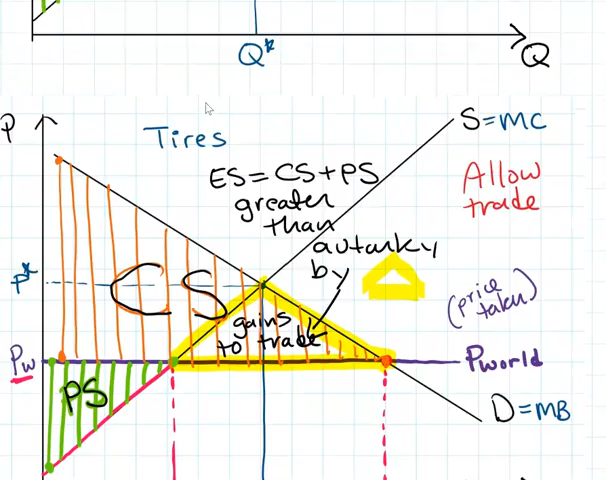 Q*
Q
P
Tires
S=MC
ES=CS+PS
greater
than
autarky
by
Allow
trade
P*
CS
(price
taker)
gains
to trade
Pw
Pworld
PS
D=MB